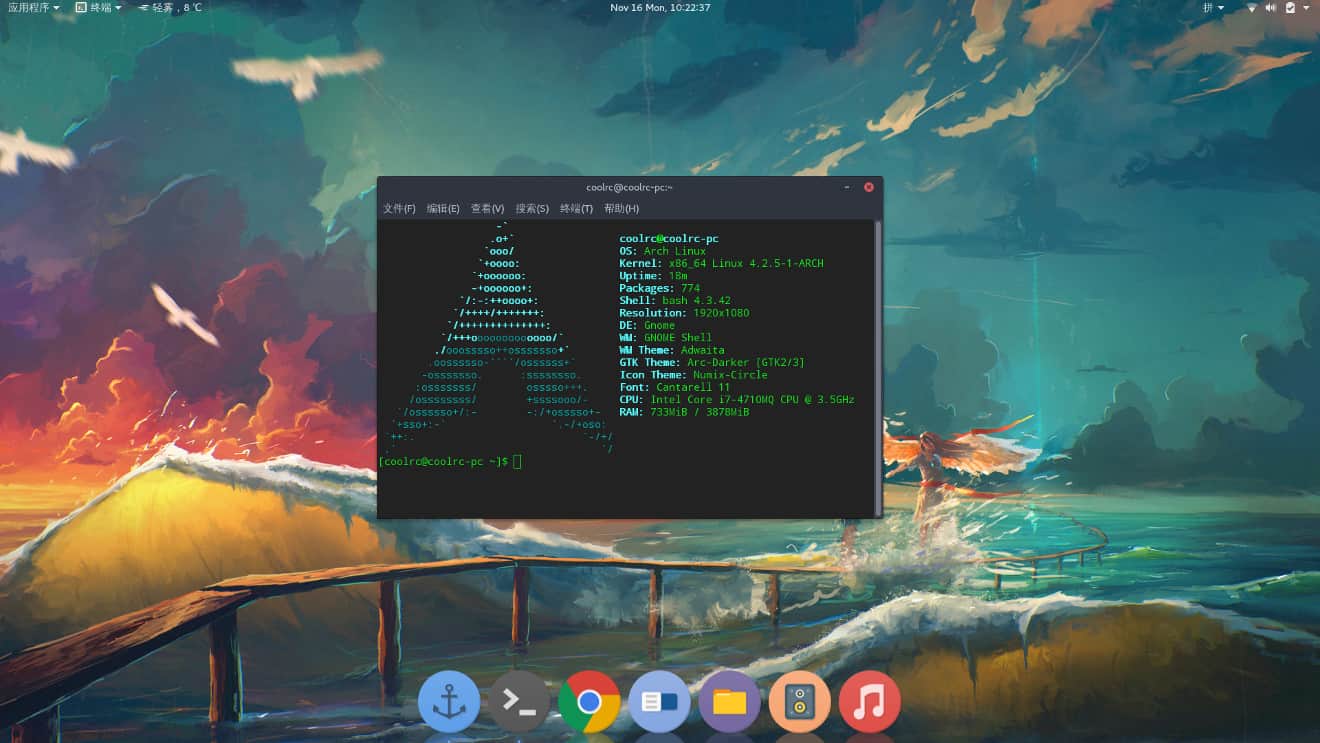 应用程序 终端 轻雾，8 ℃ Nov 16 Mon, 10:22:37 拼
coolrc@coolrc-pc:~
文件(F) 编辑(E) 查看(V) 搜索(S) 终端(T) 帮助(H)
coolrc@coolrc-pc
OS: Arch Linux
Kernel: x86_64 Linux 4.2.5-1-ARCH
Uptime: 18m
Packages: 774
Shell: bash 4.3.42
Resolution: 1920x1080
DE: Gnome
WM: GNOME Shell
WM Theme: Adwaita
GTK Theme: Arc-Darker [GTK2/3]
Icon Theme: Numix-Circle
Font: Cantarell 11
CPU: Intel Core i7-4710MQ CPU @ 3.5GHz
RAM: 733MiB / 3878MiB
[coolrc@coolrc-pc ~]$